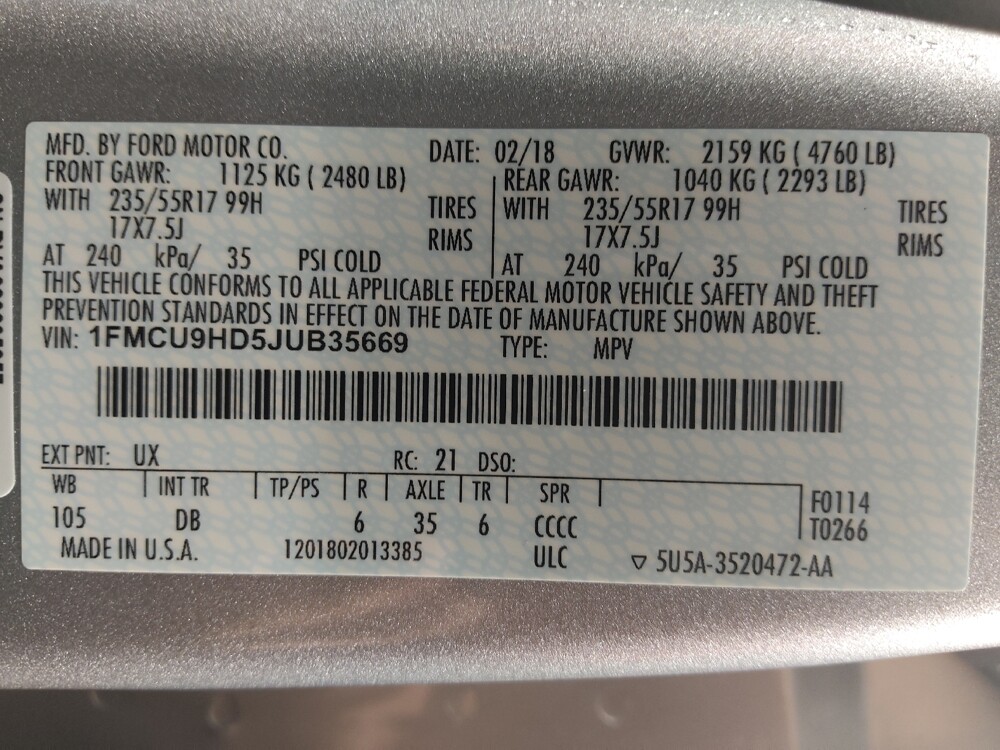 MFD. BY FORD MOTOR CO. DATE: 02/18 GVWR: 2159 KG ( 4760 LB)
FRONT GAWR: 1125 KG ( 2480 LB) REAR GAWR: 1040 KG ( 2293 LB)
WITH 235/55R17 99H TIRES WITH 235/55R17 99H TIRES
17X7.5J RIMS 17X7.5J RIMS
AT 240 kPa/ 35 PSI COLD AT 240 kPa/ 35 PSI COLD
THIS VEHICLE CONFORMS TO ALL APPLICABLE FEDERAL MOTOR VEHICLE SAFETY AND THEFT
PREVENTION STANDARDS IN EFFECT ON THE DATE OF MANUFACTURE SHOWN ABOVE.
VIN: 1FMCU9HD5JUB35669 TYPE: MPV
EXT PNT: UX RC: 21 DSO:
WB INT TR TP/PS R AXLE TR SPR F0114
105 DB 6 35 6 CCCC T0266
MADE IN U.S.A. 1201802013385 ULC ▽ 5U5A-3520472-AA